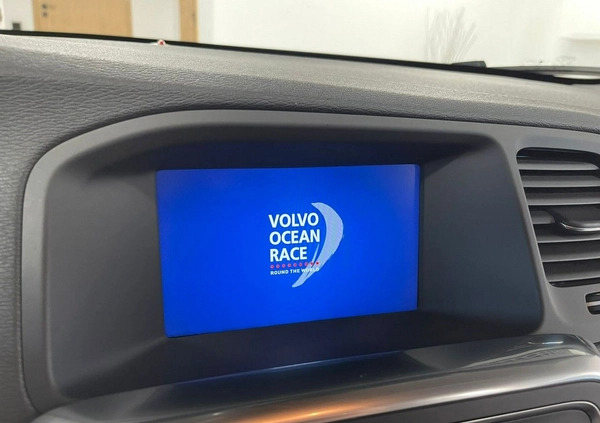 VOLVO
OCEAN
RACE
ROUND THE WORLD